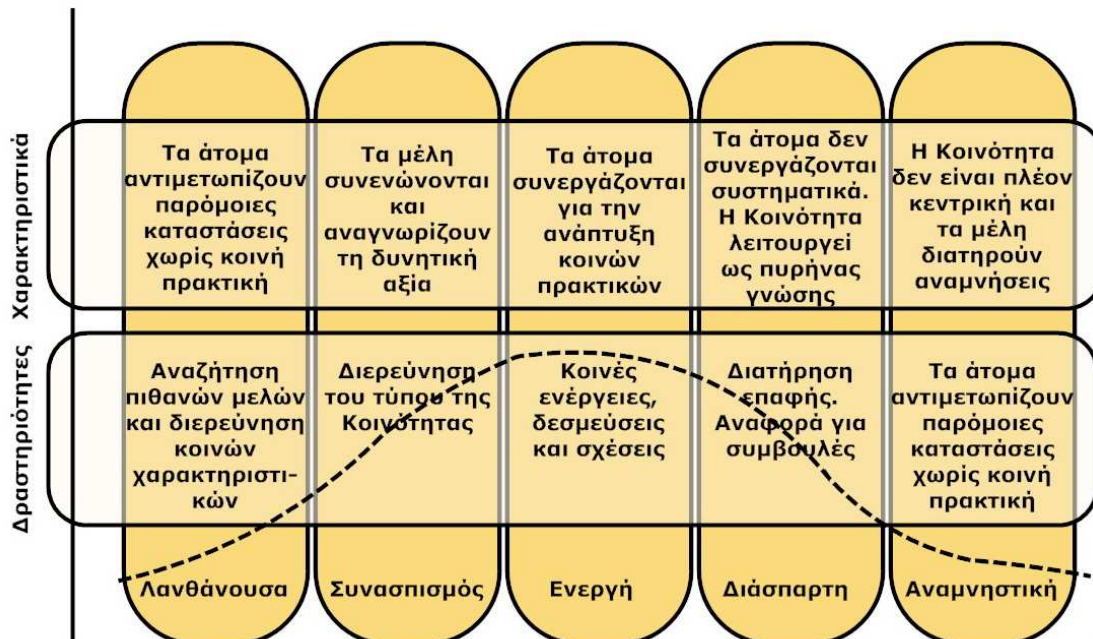 Χαρακτηριστικά
Τα άτομα
αντιμετωπίζουν
παρόμοιες
καταστάσεις
χωρίς κοινή
πρακτική
Τα μέλη
συνενώνονται
και
αναγνωρίζουν
τη δυνητική
αξία
Τα άτομα
συνεργάζονται
για την
ανάπτυξη
κοινών
πρακτικών
Τα άτομα δεν
συνεργάζονται
συστηματικά.
Η Κοινότητα
λειτουργεί
ως πυρήνας
γνώσης
Η Κοινότητα
δεν είναι πλέον
κεντρική και
τα μέλη
διατηρούν
αναμνήσεις
Δραστηριότητες
Αναζήτηση
πιθανών μελών
και διερεύνηση
κοινών
χαρακτηριστι-
κών
Διερεύνηση
του τύπου της
Κοινότητας
Κοινές
ενέργειες,
δεσμεύσεις
και σχέσεις
Διατήρηση
επαφής.
Αναφορά για
συμβουλές
Τα άτομα
αντιμετωπίζουν
παρόμοιες
καταστάσεις
χωρίς κοινή
πρακτική
Λανθάνουσα
Συνασπισμός
Ενεργή
Διάσπαρτη
Αναμνηστική